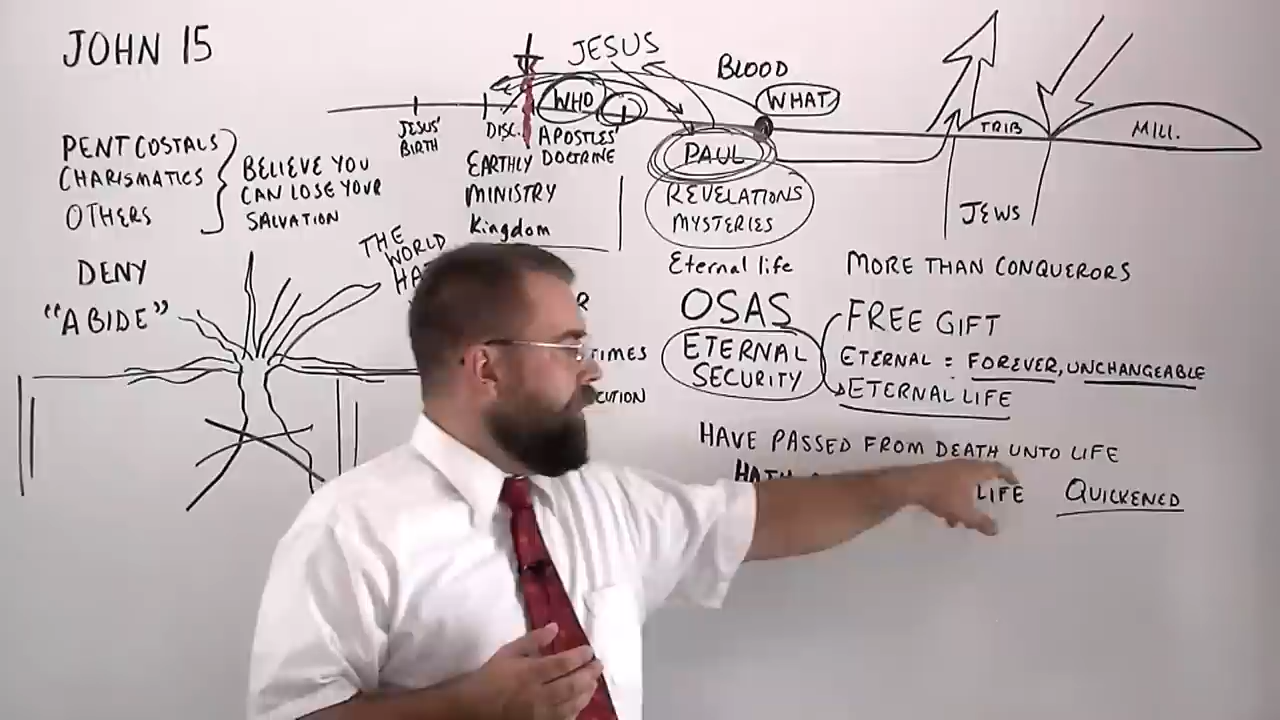 JOHN 15
JESUS
BLOOD
WHO
WHAT
JESUS'
BIRTH
DISC.
APOSTLES'
DOCTRINE
EARTHLY
MINISTRY
Kingdom
PAUL
REVELATIONS
MYSTERIES
TRIB
MILL.
JEWS
PENTCOSTALS
CHARISMATICS
OTHERS
BELIEVE YOU
CAN LOSE YOUR
SALVATION
DENY
"ABIDE"
THE
WORLD
Eternal life
MORE THAN CONQUERORS
OSAS
ETERNAL
SECURITY
FREE GIFT
ETERNAL = FOREVER, UNCHANGEABLE
ETERNAL LIFE
HAVE PASSED FROM DEATH UNTO LIFE
LIFE
QUICKENED